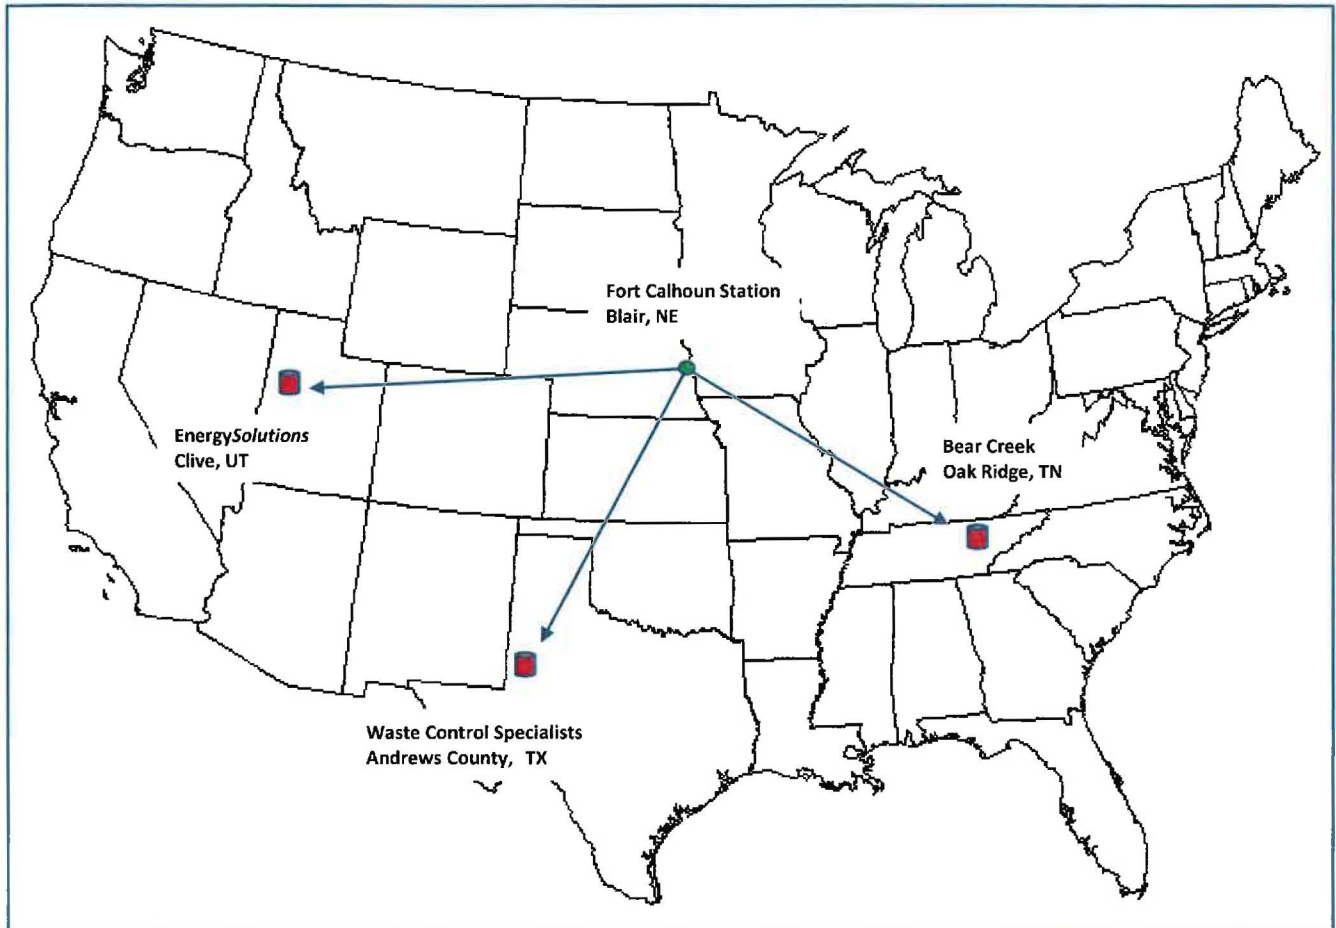 Fort Calhoun Station
Blair, NE
EnergySolutions
Clive, UT
Bear Creek
Oak Ridge, TN
Waste Control Specialists
Andrews County, TX